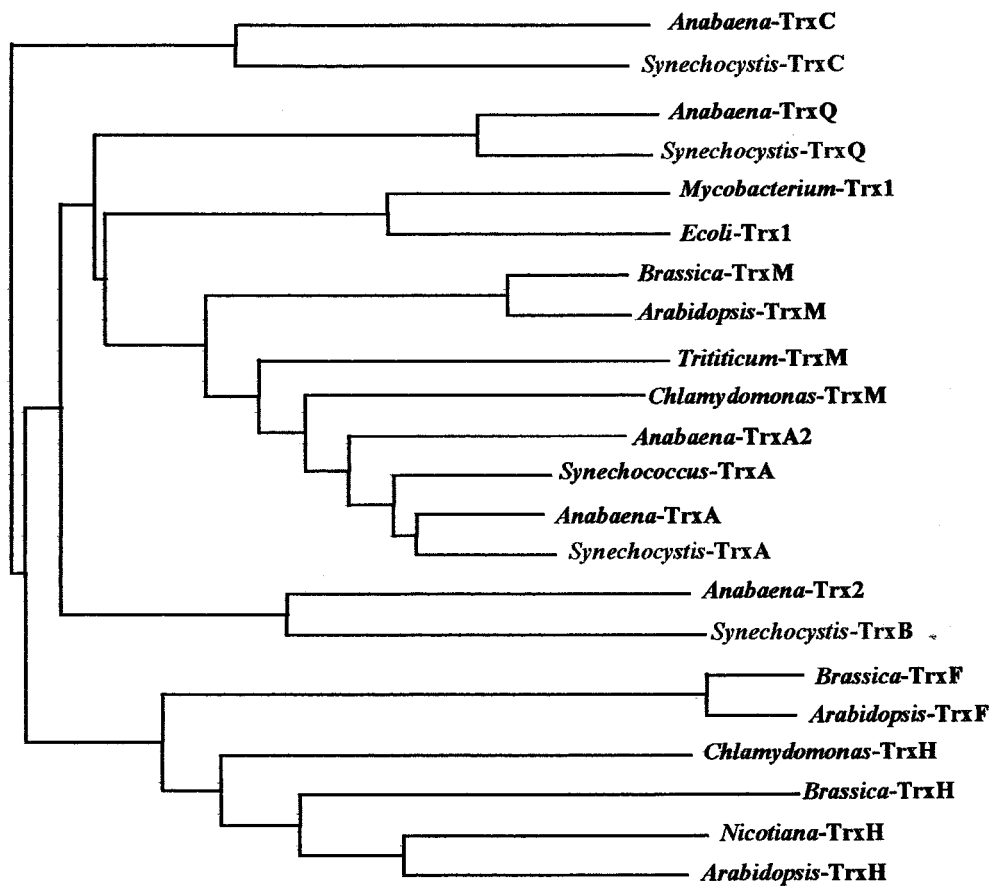 Anabaena-TrxC
Synechocystis-TrxC
Anabaena-TrxQ
Synechocystis-TrxQ
Mycobacterium-Trx1
Ecoli-Trx1
Brassica-TrxM
Arabidopsis-TrxM
Trititicum-TrxM
Chlamydomonas-TrxM
Anabaena-TrxA2
Synechococcus-TrxA
Anabaena-TrxA
Synechocystis-TrxA
Anabaena-Trx2
Synechocystis-TrxB
Brassica-TrxF
Arabidopsis-TrxF
Chlamydomonas-TrxH
Brassica-TrxH
Nicotiana-TrxH
Arabidopsis-TrxH